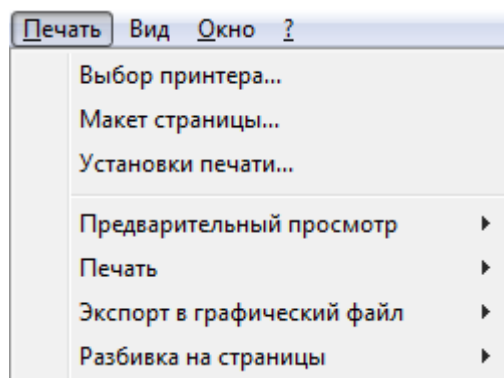 Печать Вид Окно ?
Выбор принтера...
Макет страницы...
Установки печати...
Предварительный просмотр
Печать
Экспорт в графический файл
Разбивка на страницы